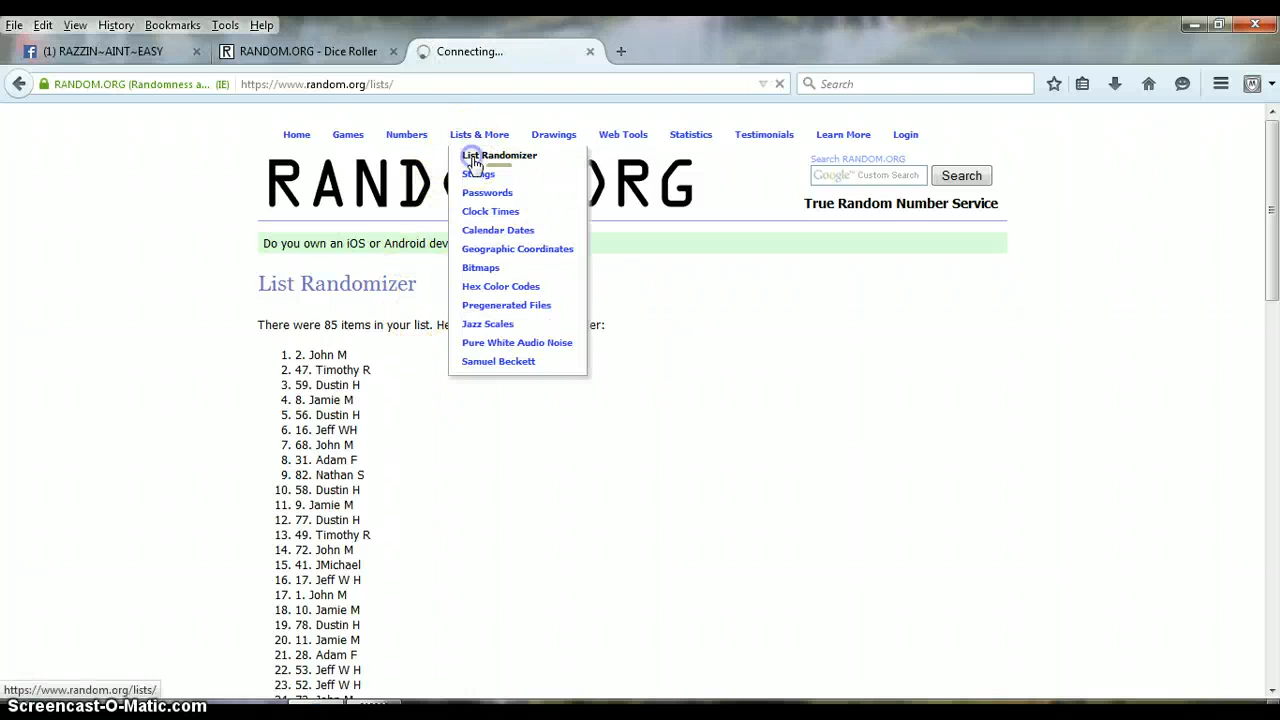 File Edit View History Bookmarks Tools Help
(1) RAZZIN~AINT~EASY
RANDOM.ORG - Dice Roller
Connecting...
RANDOM.ORG (Randomness a... (IE) https://www.random.org/lists/
Search
Home Games Numbers Lists & More Drawings Web Tools Statistics Testimonials Learn More Login
List Randomizer
Strings
Passwords
Clock Times
Calendar Dates
Geographic Coordinates
Bitmaps
Hex Color Codes
Pregenerated Files
Jazz Scales
Pure White Audio Noise
Samuel Beckett
Search RANDOM.ORG
Google™ Custom Search Search
True Random Number Service
Do you own an iOS or Android dev
List Randomizer
There were 85 items in your list. He er:
1. 2. John M
2. 47. Timothy R
3. 59. Dustin H
4. 8. Jamie M
5. 56. Dustin H
6. 16. Jeff WH
7. 68. John M
8. 31. Adam F
9. 82. Nathan S
10. 58. Dustin H
11. 9. Jamie M
12. 77. Dustin H
13. 49. Timothy R
14. 72. John M
15. 41. JMichael
16. 17. Jeff W H
17. 1. John M
18. 10. Jamie M
19. 78. Dustin H
20. 11. Jamie M
21. 28. Adam F
22. 53. Jeff W H
23. 52. Jeff W H
https://www.random.org/lists/
Screencast-O-Matic.com